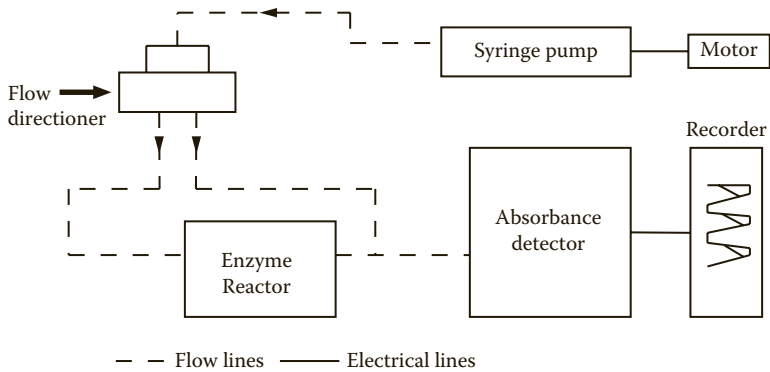 Syringe pump
Motor
Flow
directioner
Recorder
Absorbance
detector
Enzyme
Reactor
Flow lines
Electrical lines